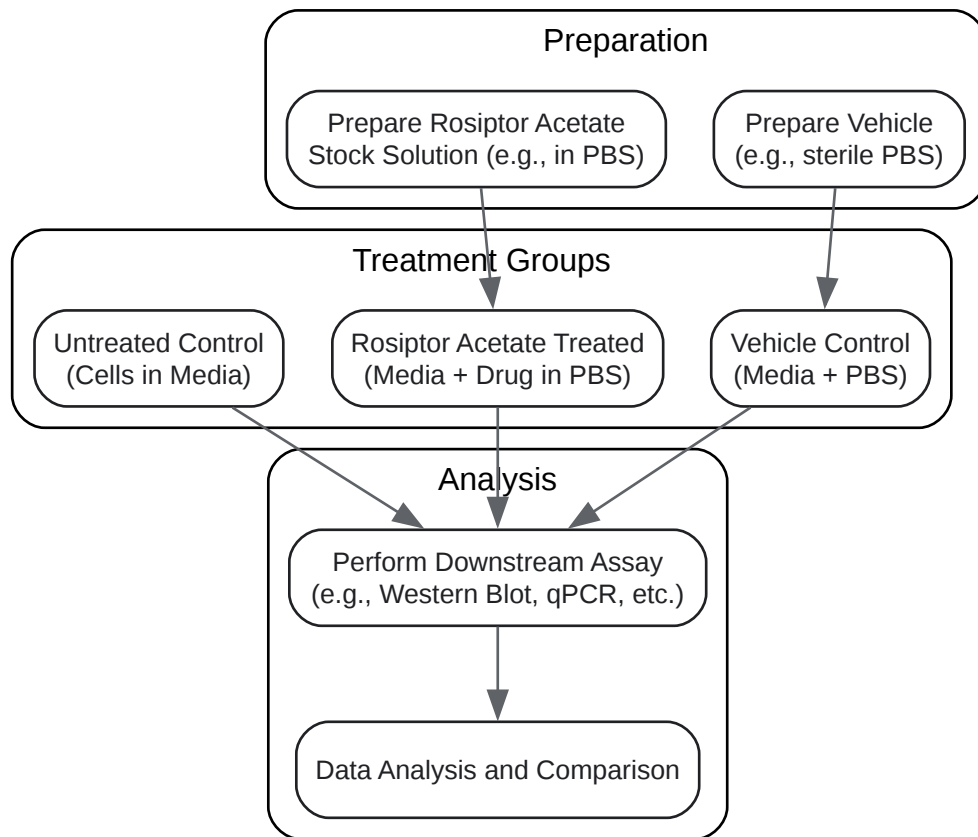 Preparation
Prepare Rosiptor Acetate
Stock Solution (e.g., in PBS)
Prepare Vehicle
(e.g., sterile PBS)
Treatment Groups
Untreated Control
(Cells in Media)
Rosiptor Acetate Treated
(Media + Drug in PBS)
Vehicle Control
(Media + PBS)
Analysis
Perform Downstream Assay
(e.g., Western Blot, qPCR, etc.)
Data Analysis and Comparison